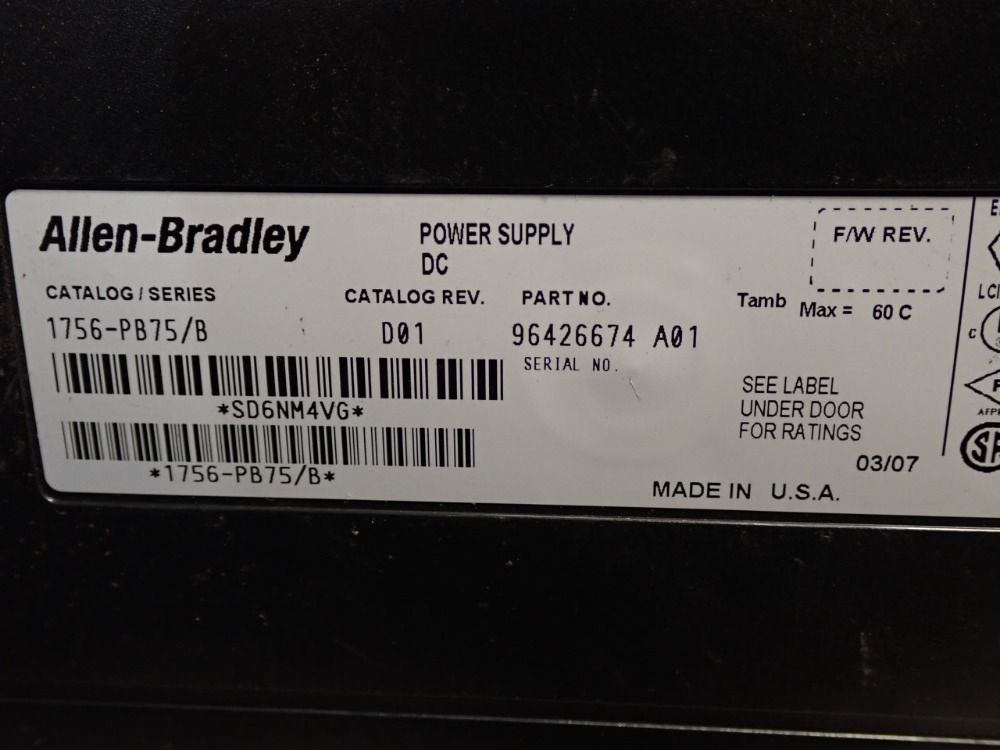 Allen-Bradley
POWER SUPPLY
DC
F/W REV.
CATALOG / SERIES
CATALOG REV.
PART NO.
Tamb Max = 60 C
1756-PB75/B
D01
96426674 A01
SERIAL NO.
*SD6NM4VG*
*1756-PB75/B*
SEE LABEL
UNDER DOOR
FOR RATINGS
03/07
MADE IN U.S.A.